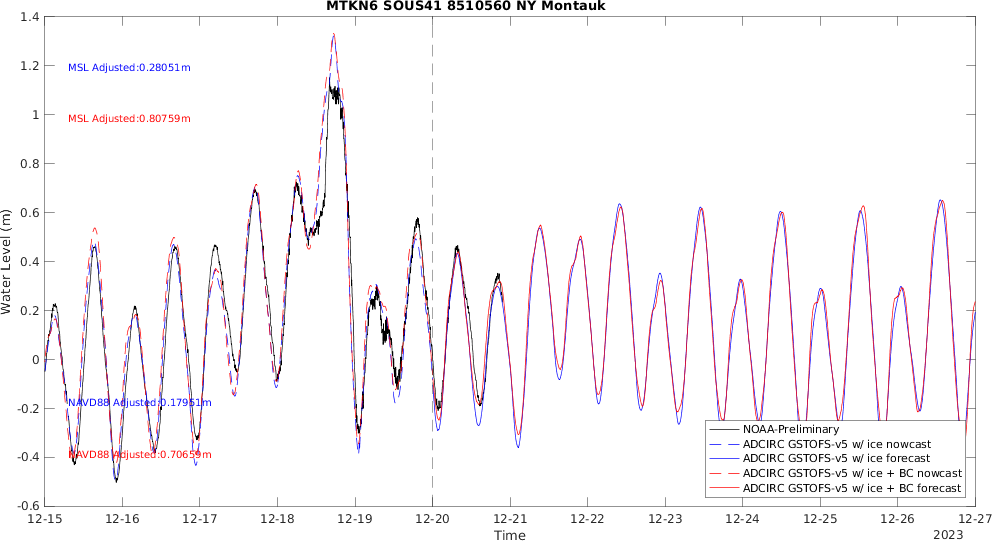 MTKN6 SOUS41 8510560 NY Montauk
1.4
1.2
1
0.8
0.6
0.4
0.2
0
-0.2
-0.4
-0.6
Water Level (m)
MSL Adjusted:0.28051m
MSL Adjusted:0.80759m
NAVD88 Adjusted:0.17951m
NAVD88 Adjusted:0.70659m
NOAA-Preliminary
ADCIRC GSTOFS-v5 w/ ice nowcast
ADCIRC GSTOFS-v5 w/ ice forecast
ADCIRC GSTOFS-v5 w/ ice + BC nowcast
ADCIRC GSTOFS-v5 w/ ice + BC forecast
12-15 12-16 12-17 12-18 12-19 12-20 12-21 12-22 12-23 12-24 12-25 12-26 12-27
Time
2023